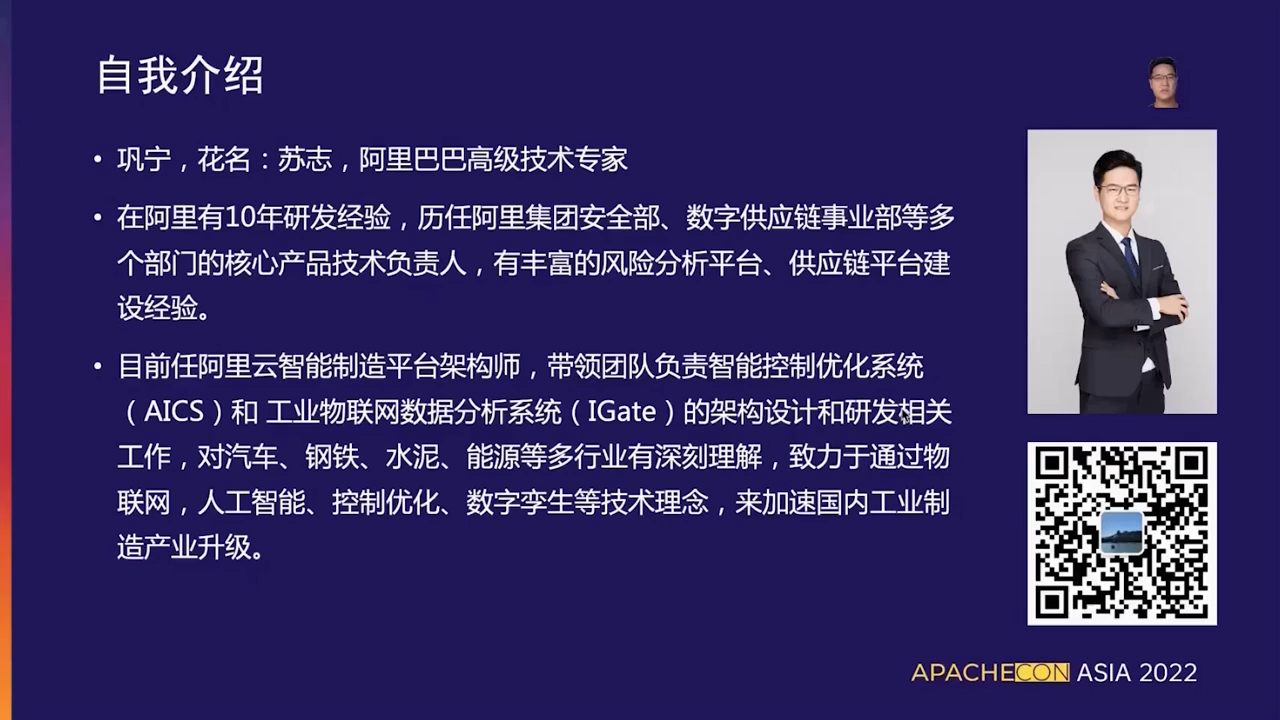 自我介绍
• 巩宁，花名：苏志，阿里巴巴高级技术专家
• 在阿里有10年研发经验，历任阿里集团安全部、数字供应链事业部等多
个部门的核心产品技术负责人，有丰富的风险分析平台、供应链平台建
设经验。
• 目前任阿里云智能制造平台架构师，带领团队负责智能控制优化系统
（AICS）和 工业物联网数据分析系统（IGate）的架构设计和研发相关
工作，对汽车、钢铁、水泥、能源等多行业有深刻理解，致力于通过物
联网，人工智能、控制优化、数字孪生等技术理念，来加速国内工业制
造产业升级。
APACHECON ASIA 2022